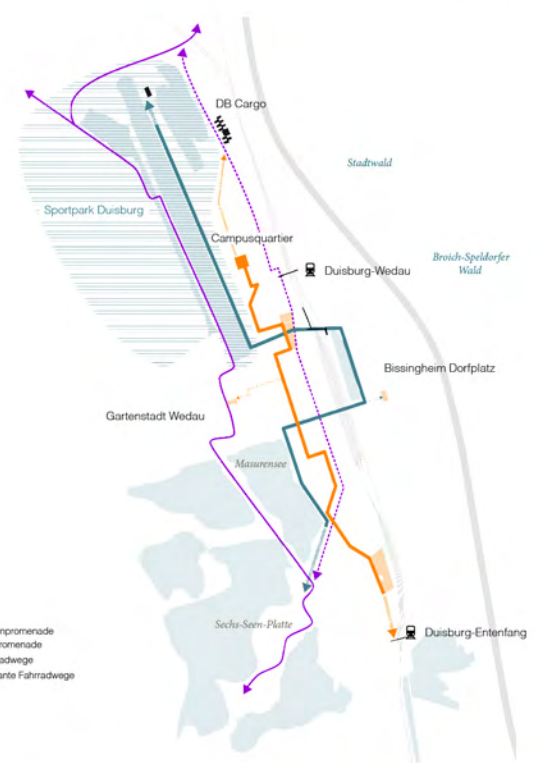 DB Cargo
Stadtwald
Sportpark Duisburg
Campusquartier
Broich-Speldorfer
Wald
Duisburg-Wedau
Bissingheim Dorfplatz
Gartenstadt Wedau
Masurensee
Sechs-Seen-Platte
npromenade
romenade
adwege
ante Fahrradwege
Duisburg-Entenfang